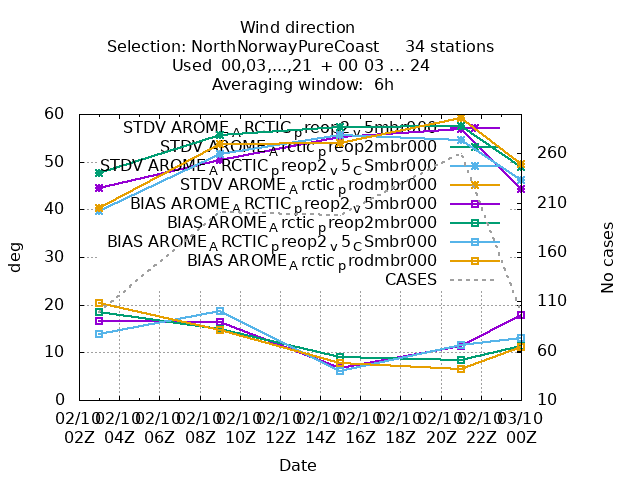 Wind direction
Selection: NorthNorwayPureCoast 34 stations
Used 00,03,...,21 + 00 03 ... 24
Averaging window: 6h
60
50
40
30
20
10
0
deg
STDV AROME_ARCTIC_preop2_v5mbr000
STDV AROME_Arctic_preop2mbr000
STDV AROME_ARCTIC_preop2_v5_CSmbr000
STDV AROME_Arctic_prodmbr000
BIAS AROME_ARCTIC_preop2_v5mbr000
BIAS AROME_Arctic_preop2mbr000
BIAS AROME_ARCTIC_preop2_v5_CSmbr000
BIAS AROME_Arctic_prodmbr000
CASES
260
210
160
110
60
10
No cases
02/10 02/10 02/10 02/10 02/10 02/10 02/10 02/10 02/10 02/10 02/10 03/10
02Z 04Z 06Z 08Z 10Z 12Z 14Z 16Z 18Z 20Z 22Z 00Z
Date